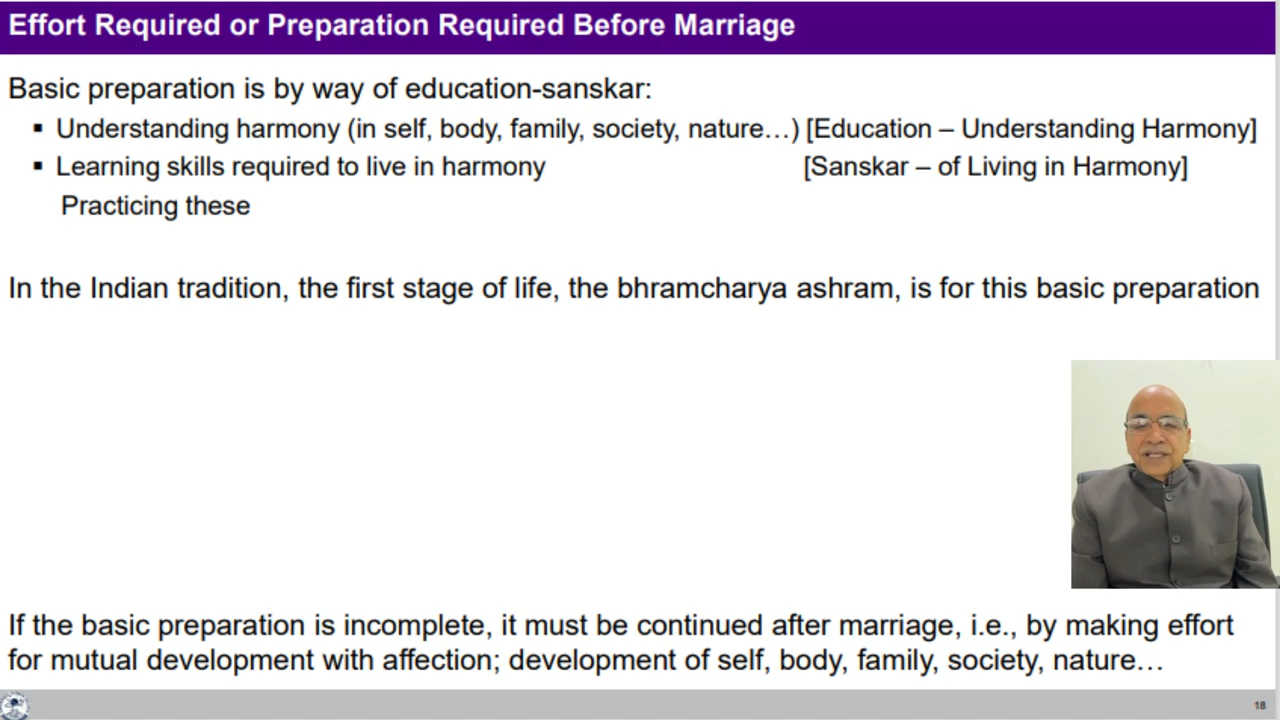 Effort Required or Preparation Required Before Marriage
Basic preparation is by way of education-sanskar:
▪ Understanding harmony (in self, body, family, society, nature…) [Education – Understanding Harmony]
▪ Learning skills required to live in harmony [Sanskar – of Living in Harmony]
Practicing these
In the Indian tradition, the first stage of life, the bhramcharya ashram, is for this basic preparation
If the basic preparation is incomplete, it must be continued after marriage, i.e., by making effort
for mutual development with affection; development of self, body, family, society, nature…
18